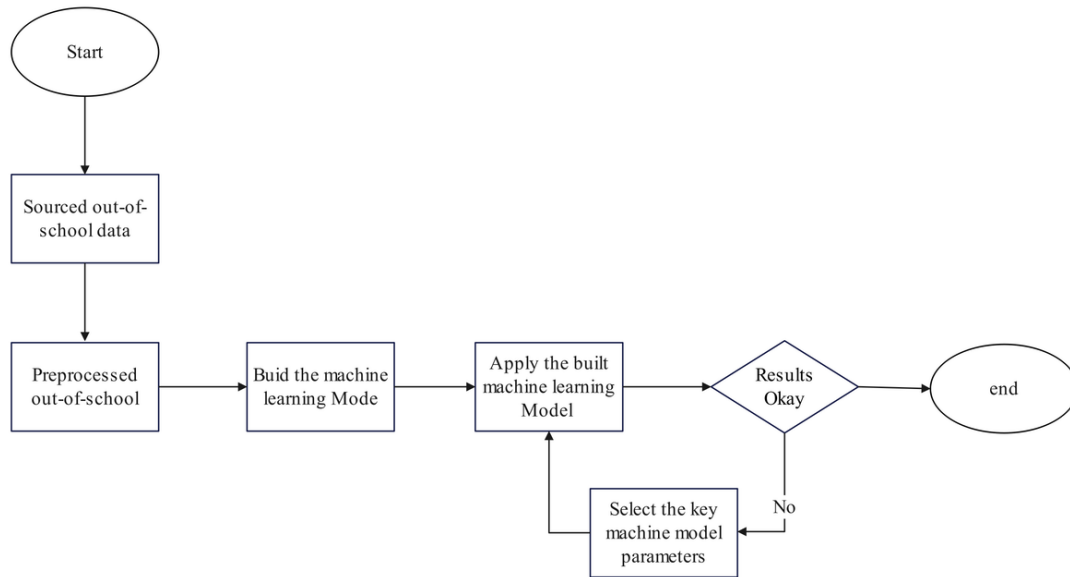 Start
Sourced out-of-
school data
Preprocessed
out-of-school
Buid the machine
learning Mode
Apply the built
machine learning
Model
Results
Okay
end
No
Select the key
machine model
parameters